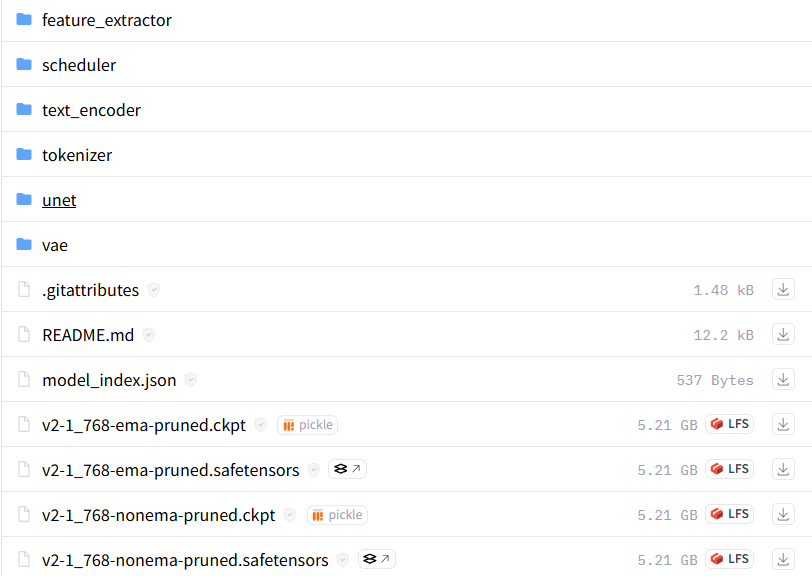 feature_extractor
scheduler
text_encoder
tokenizer
unet
vae
.gitattributes 1.48 kB
README.md 12.2 kB
model_index.json 537 Bytes
v2-1_768-ema-pruned.ckpt pickle 5.21 GB LFS
v2-1_768-ema-pruned.safetensors 5.21 GB LFS
v2-1_768-nonema-pruned.ckpt pickle 5.21 GB LFS
v2-1_768-nonema-pruned.safetensors 5.21 GB LFS